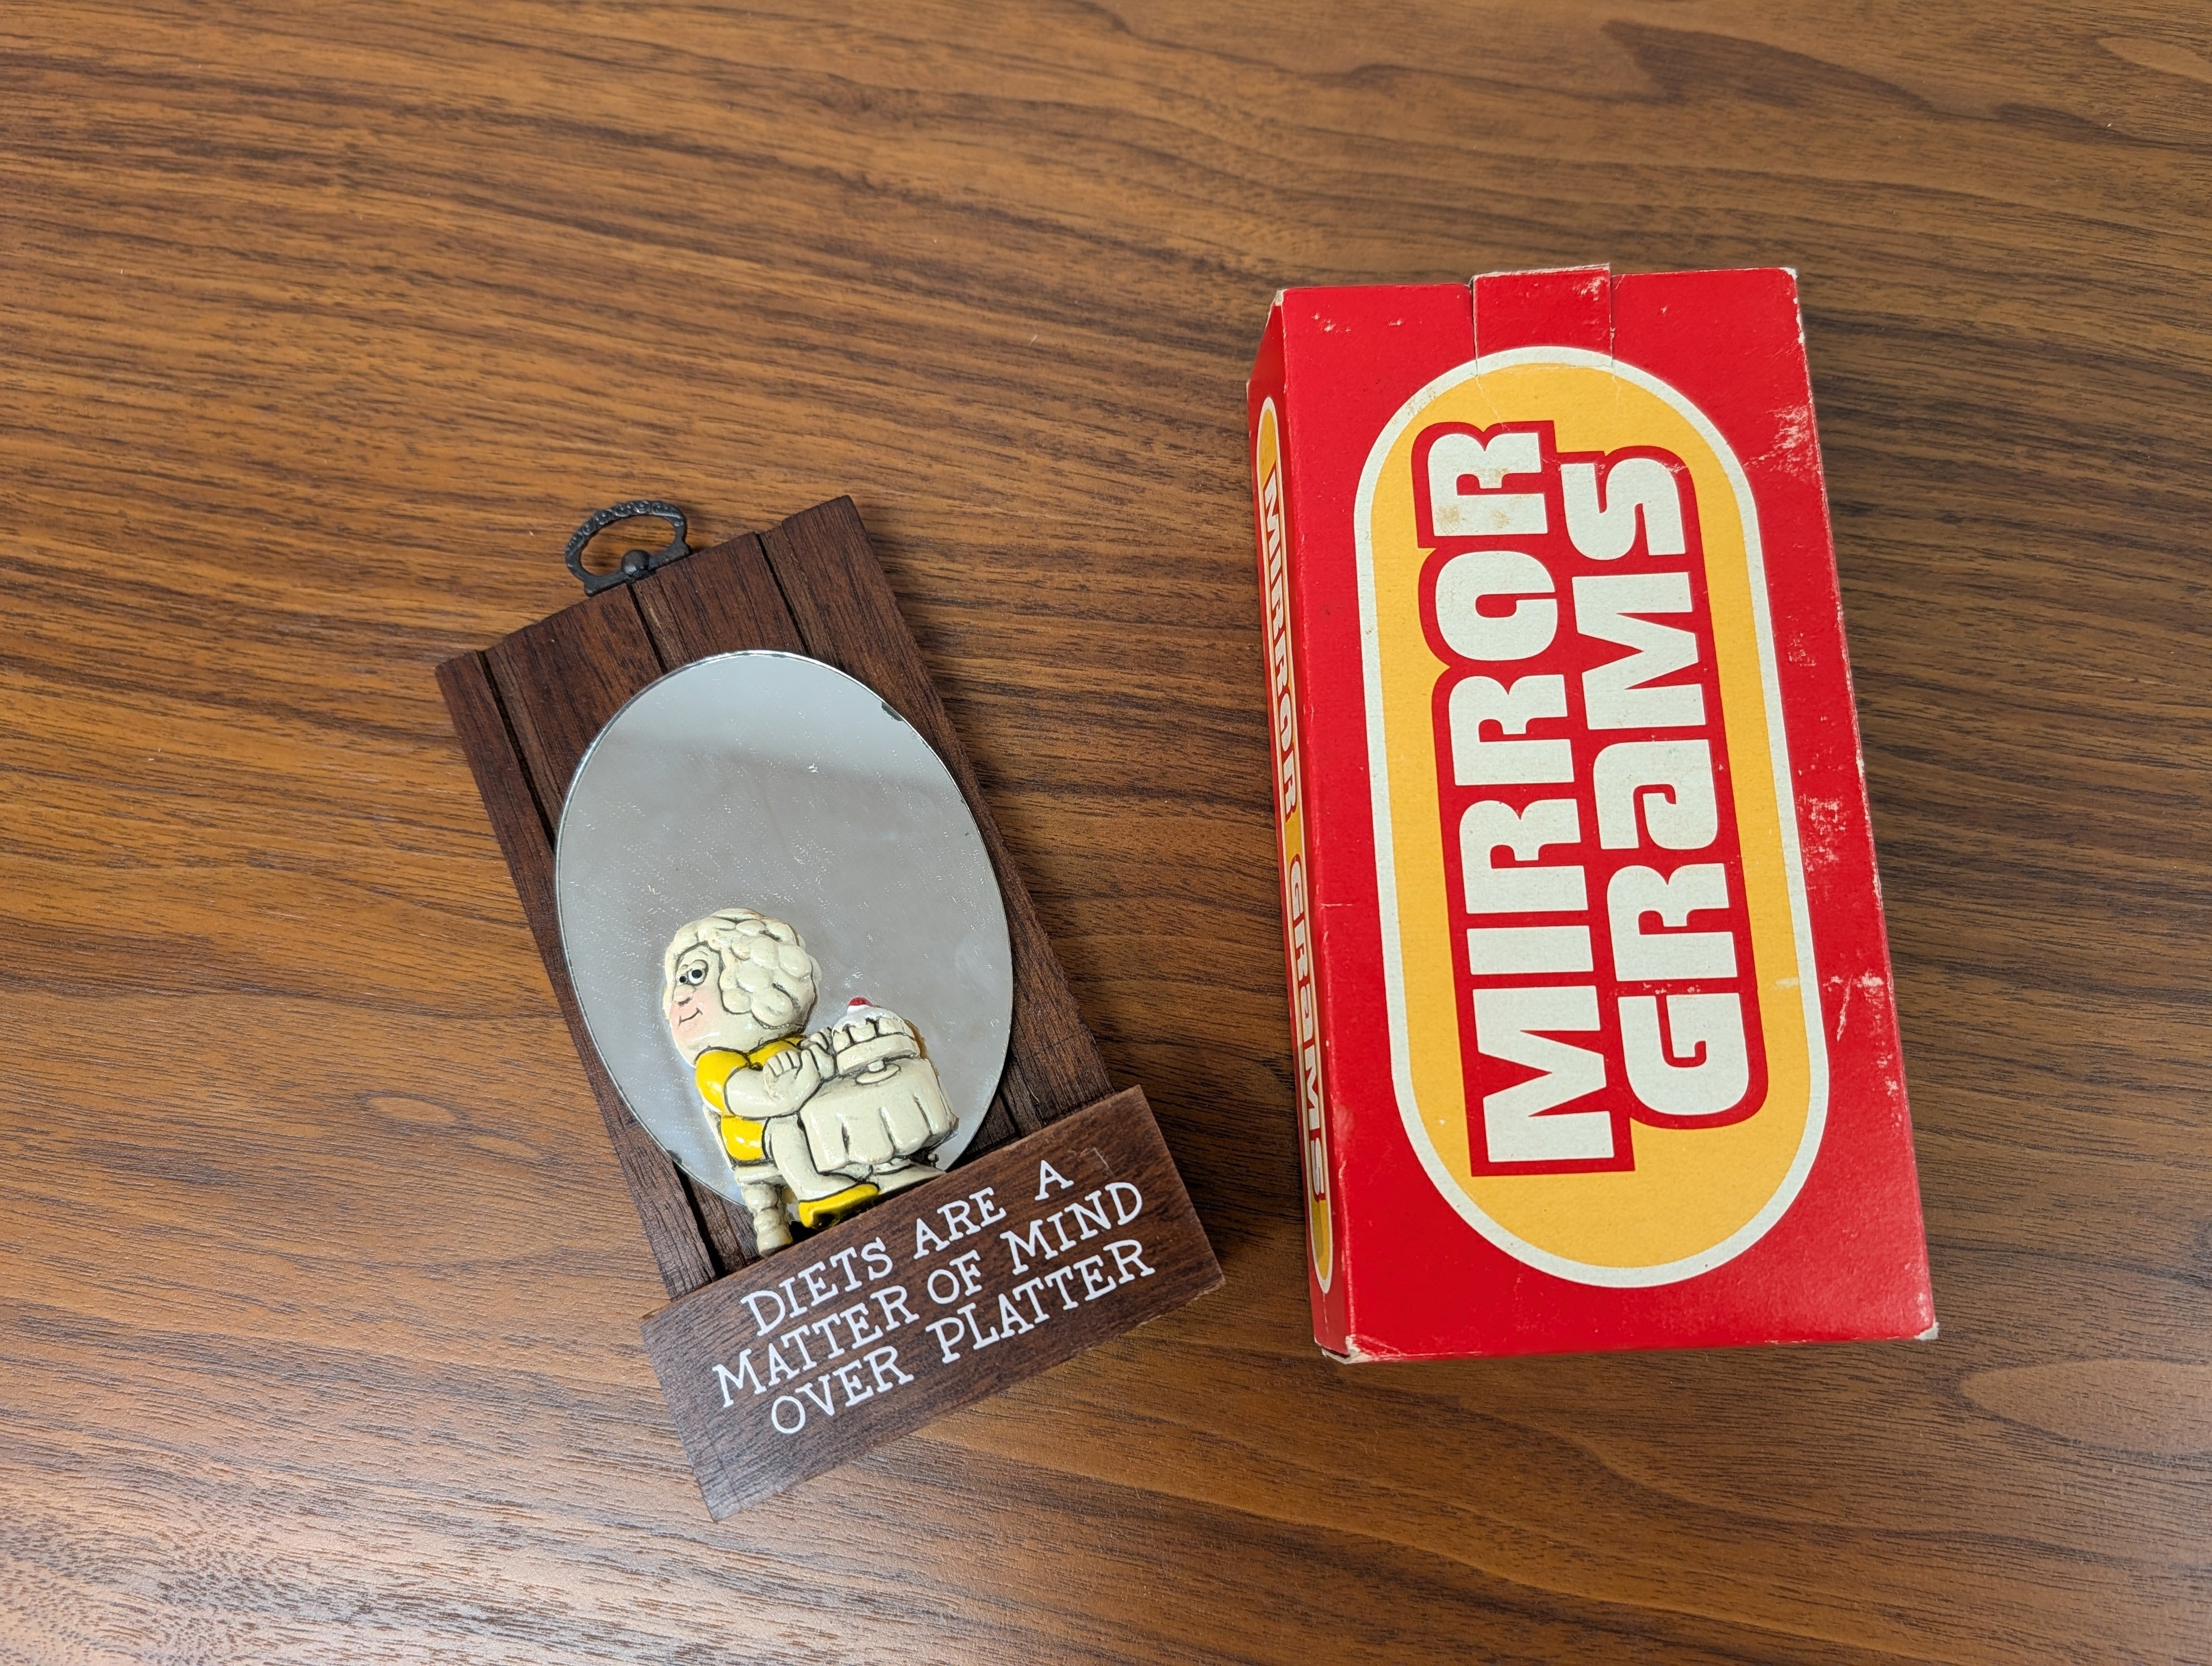 DIETS ARE A
MATTER OF MIND
OVER PLATTER
MIRROR GRaMS
MIRROR
GRaMS